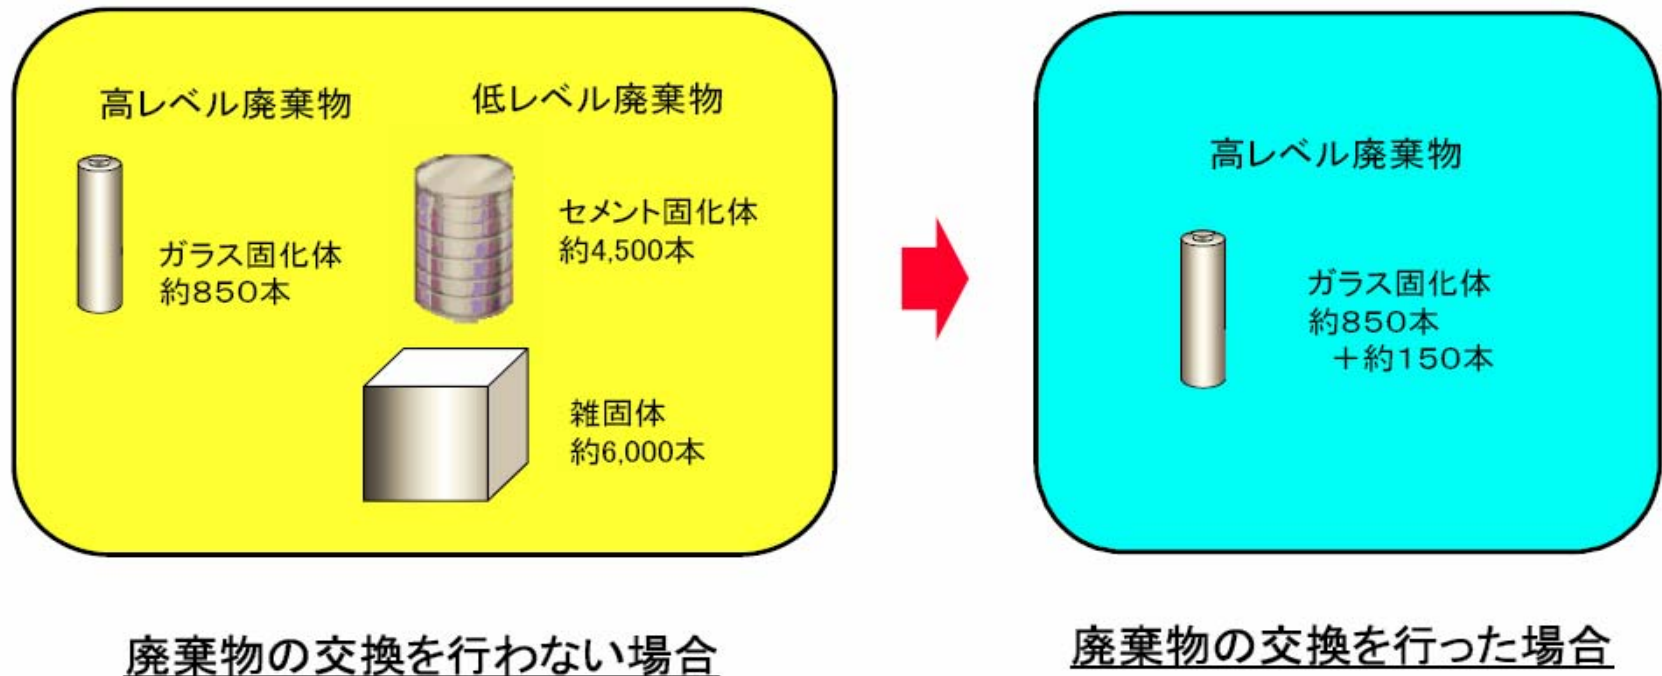 高レベル廃棄物
低レベル廃棄物
ガラス固化体
約８５０本
セメント固化体
約4,500本
雑固体
約6,000本
廃棄物の交換を行わない場合
高レベル廃棄物
ガラス固化体
約８５０本
＋約１５０本
廃棄物の交換を行った場合